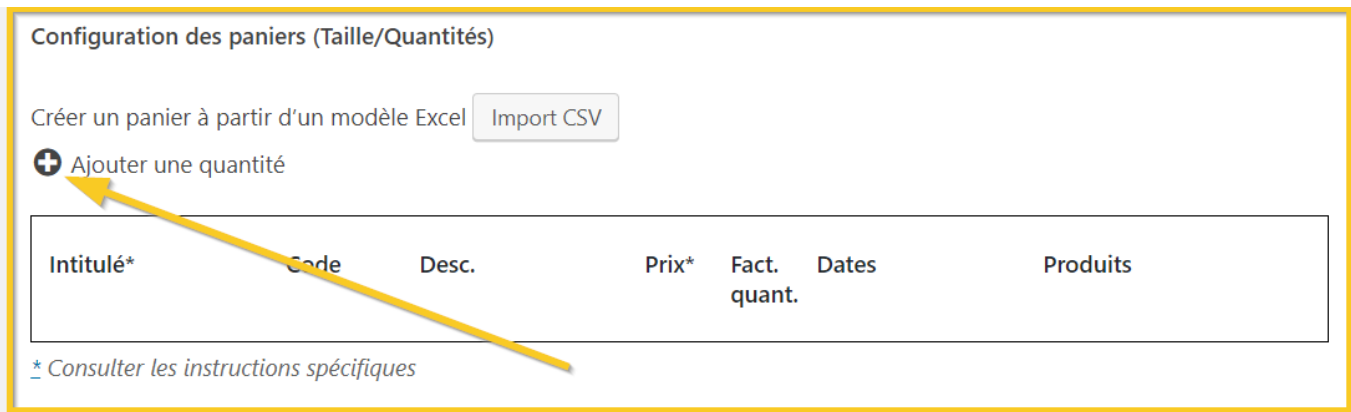 Configuration des paniers (Taille/Quantités)
Créer un panier à partir d'un modèle Excel Import CSV
Ajouter une quantité
Intitulé* Code Desc. Prix* Fact. quant. Dates Produits
* Consulter les instructions spécifiques